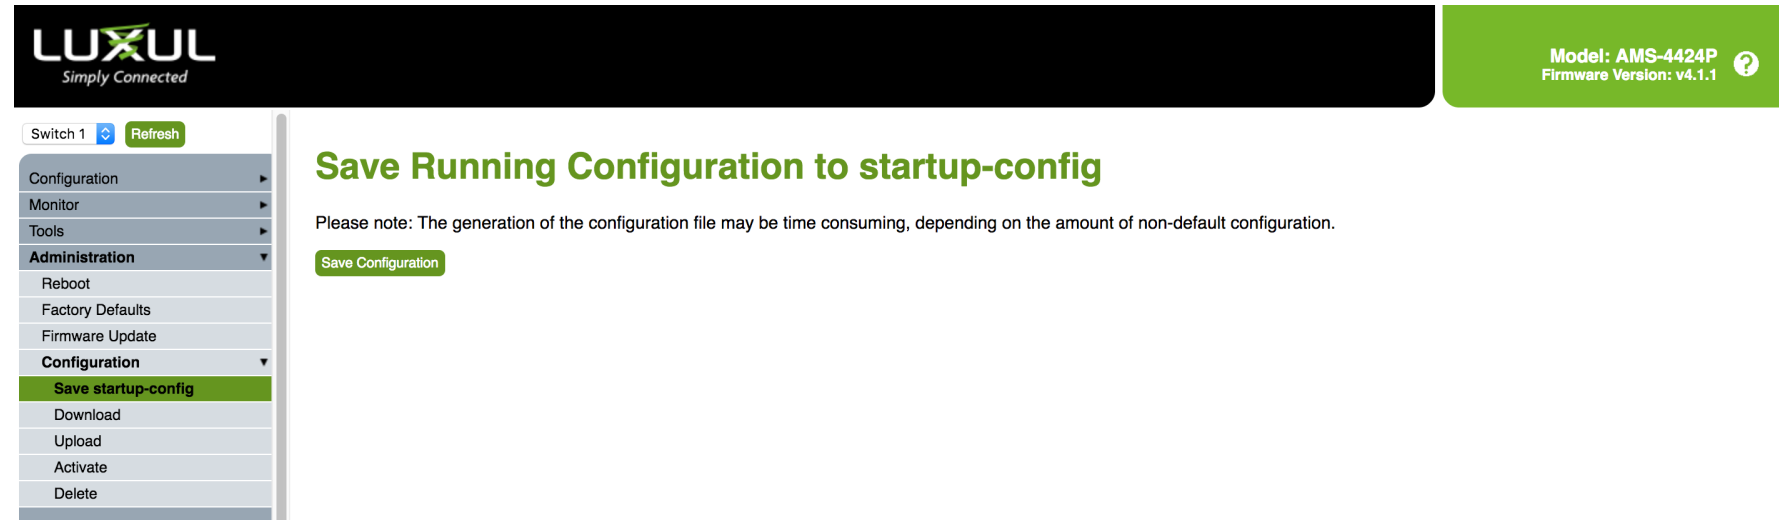 LUXUL
Simply Connected
Model: AMS-4424P
Firmware Version: v4.1.1
?
Switch 1 Refresh
Configuration
Monitor
Tools
Administration
Reboot
Factory Defaults
Firmware Update
Configuration
Save startup-config
Download
Upload
Activate
Delete
Save Running Configuration to startup-config
Please note: The generation of the configuration file may be time consuming, depending on the amount of non-default configuration.
Save Configuration